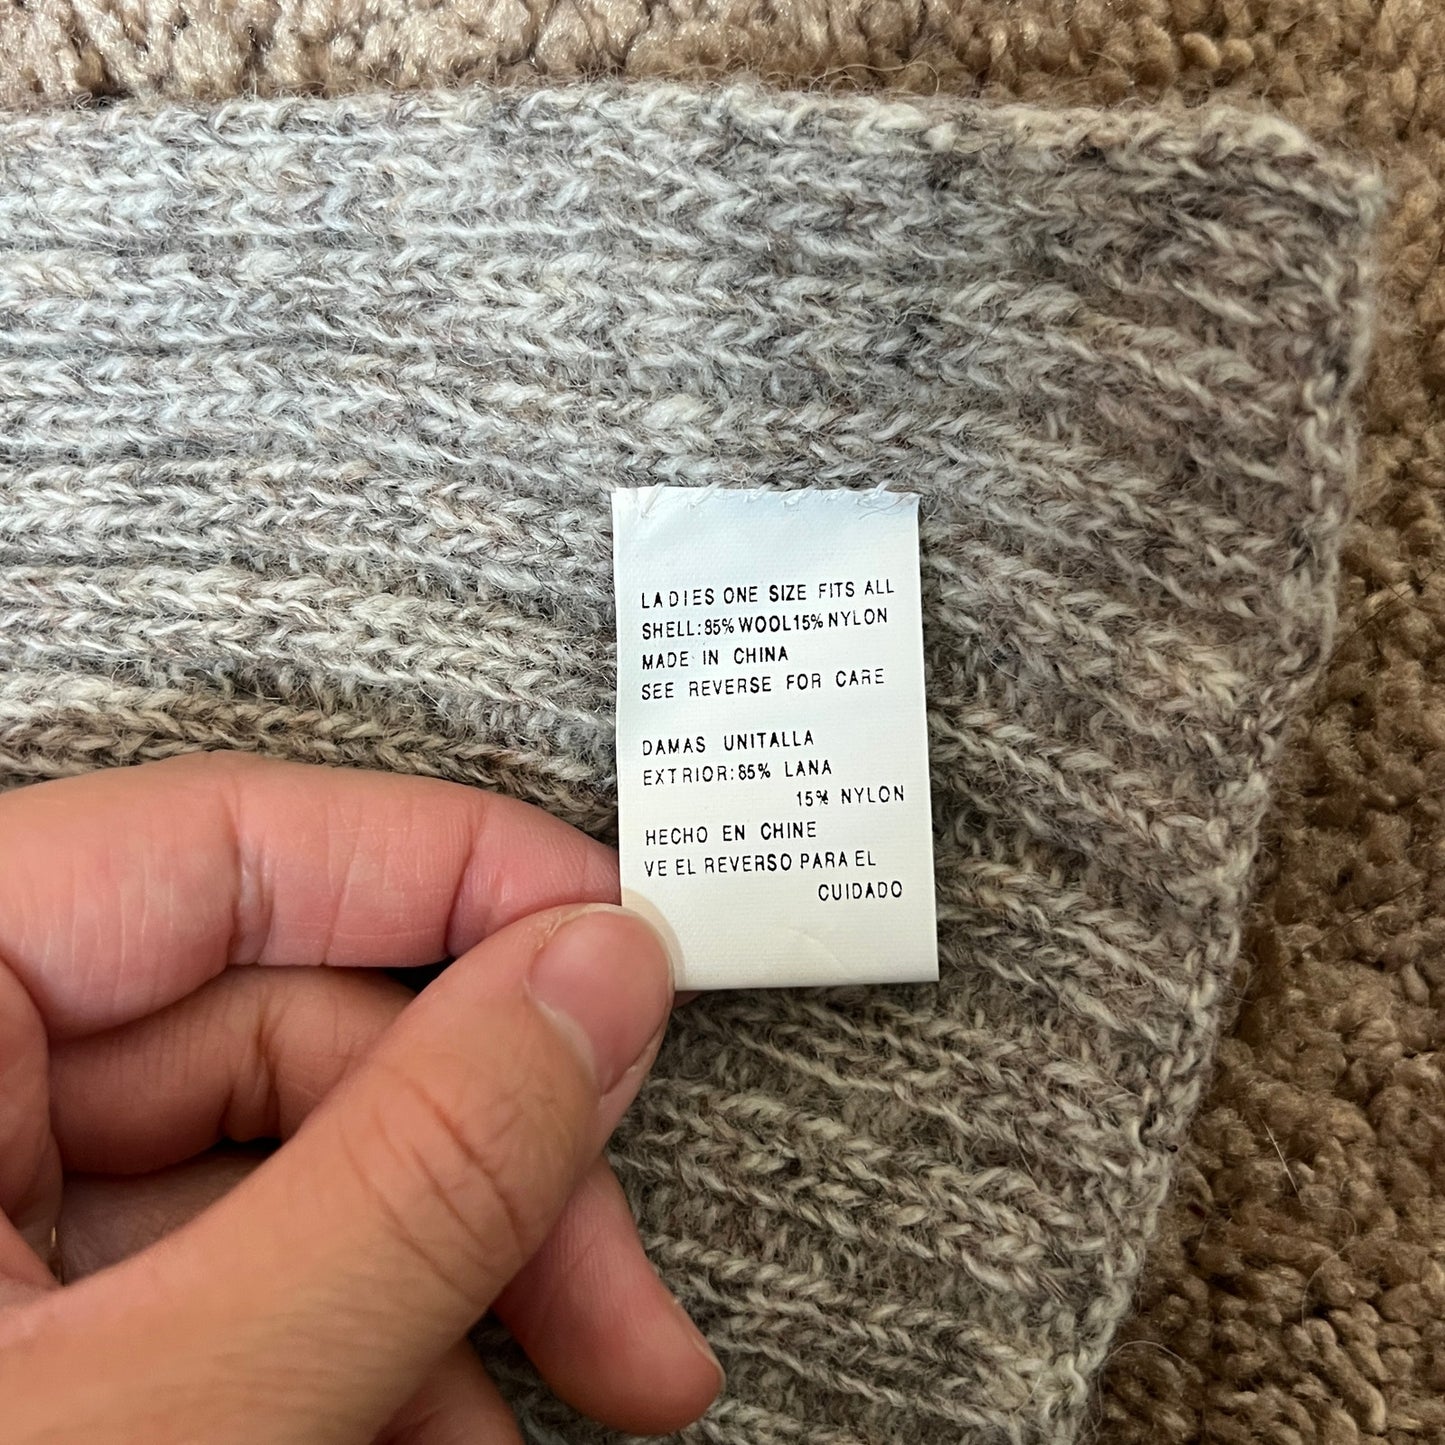 LADIES ONE SIZE FITS ALL
SHELL:85% WOOL15% NYLON
MADE IN CHINA
SEE REVERSE FOR CARE
DAMAS UNITALLA
EXTRIOR:85% LANA
15% NYLON
HECHO EN CHINE
VE EL REVERSO PARA EL
CUIDADO